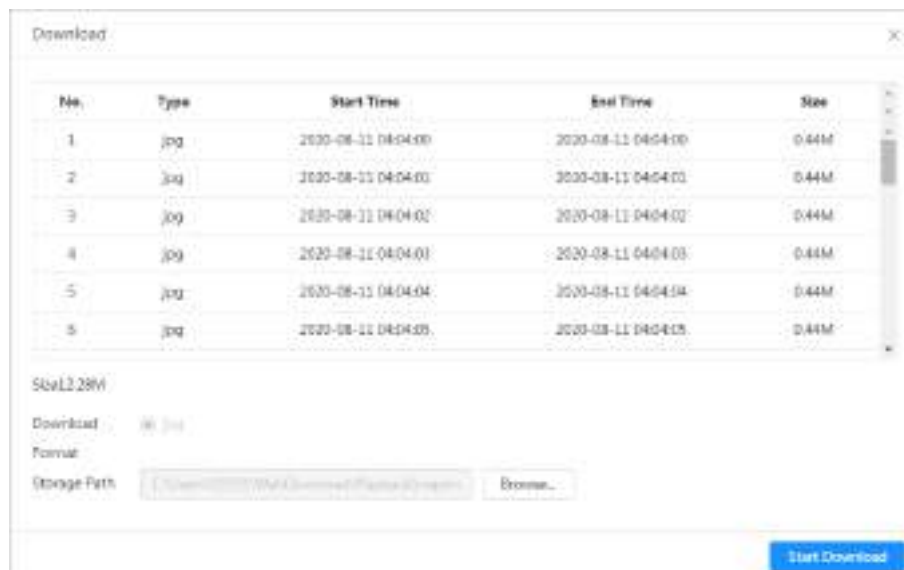 Download
No. Type Start Time End Time Size
1 jpg 2020-08-11 04:04:00 2020-08-11 04:04:00 0.44M
2 jpg 2020-08-11 04:04:01 2020-08-11 04:04:01 0.44M
3 jpg 2020-08-11 04:04:02 2020-08-11 04:04:02 0.44M
4 jpg 2020-08-11 04:04:03 2020-08-11 04:04:03 0.44M
5 jpg 2020-08-11 04:04:04 2020-08-11 04:04:04 0.44M
6 jpg 2020-08-11 04:04:05 2020-08-11 04:04:05 0.44M
Size12.28M
Download jpg
Format
Storage Path Browse...
Start Download